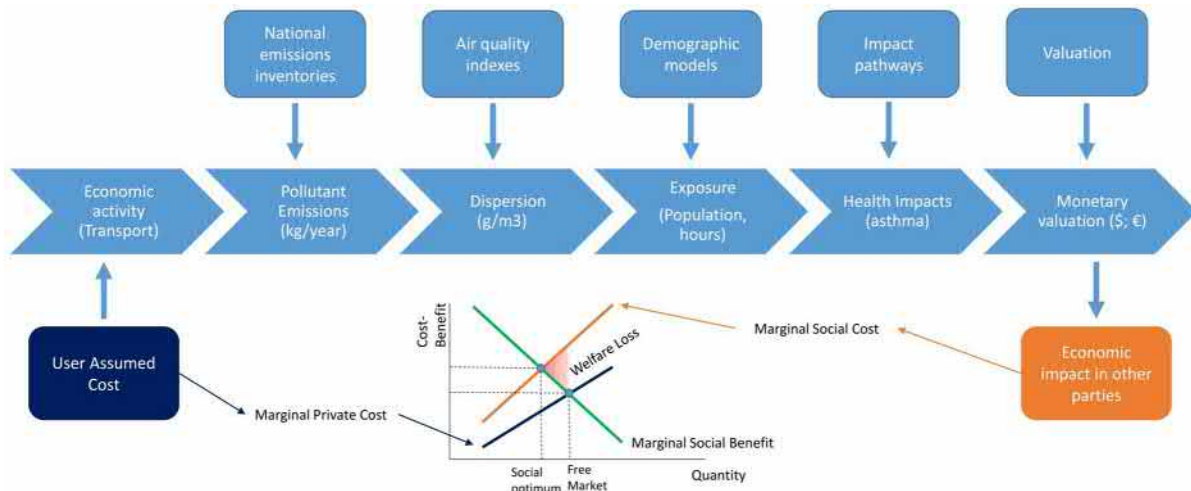 National
emissions
inventories
Air quality
indexes
Demographic
models
Impact
pathways
Valuation
Economic
activity
(Transport)
Pollutant
Emissions
(kg/year)
Dispersion
(g/m3)
Exposure
(Population,
hours)
Health Impacts
(asthma)
Monetary
valuation ($; €)
User Assumed
Cost
Marginal Private Cost
Cost-
Benefit
Welfare Loss
Marginal Social Cost
Marginal Social Benefit
Social
optimum
Free
Market
Quantity
Economic
impact in other
parties